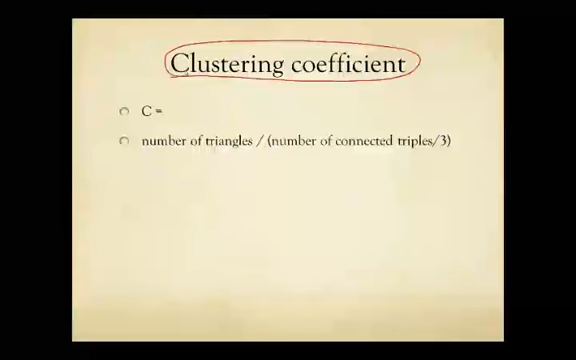 Clustering coefficient
C =
number of triangles / (number of connected triples/3)